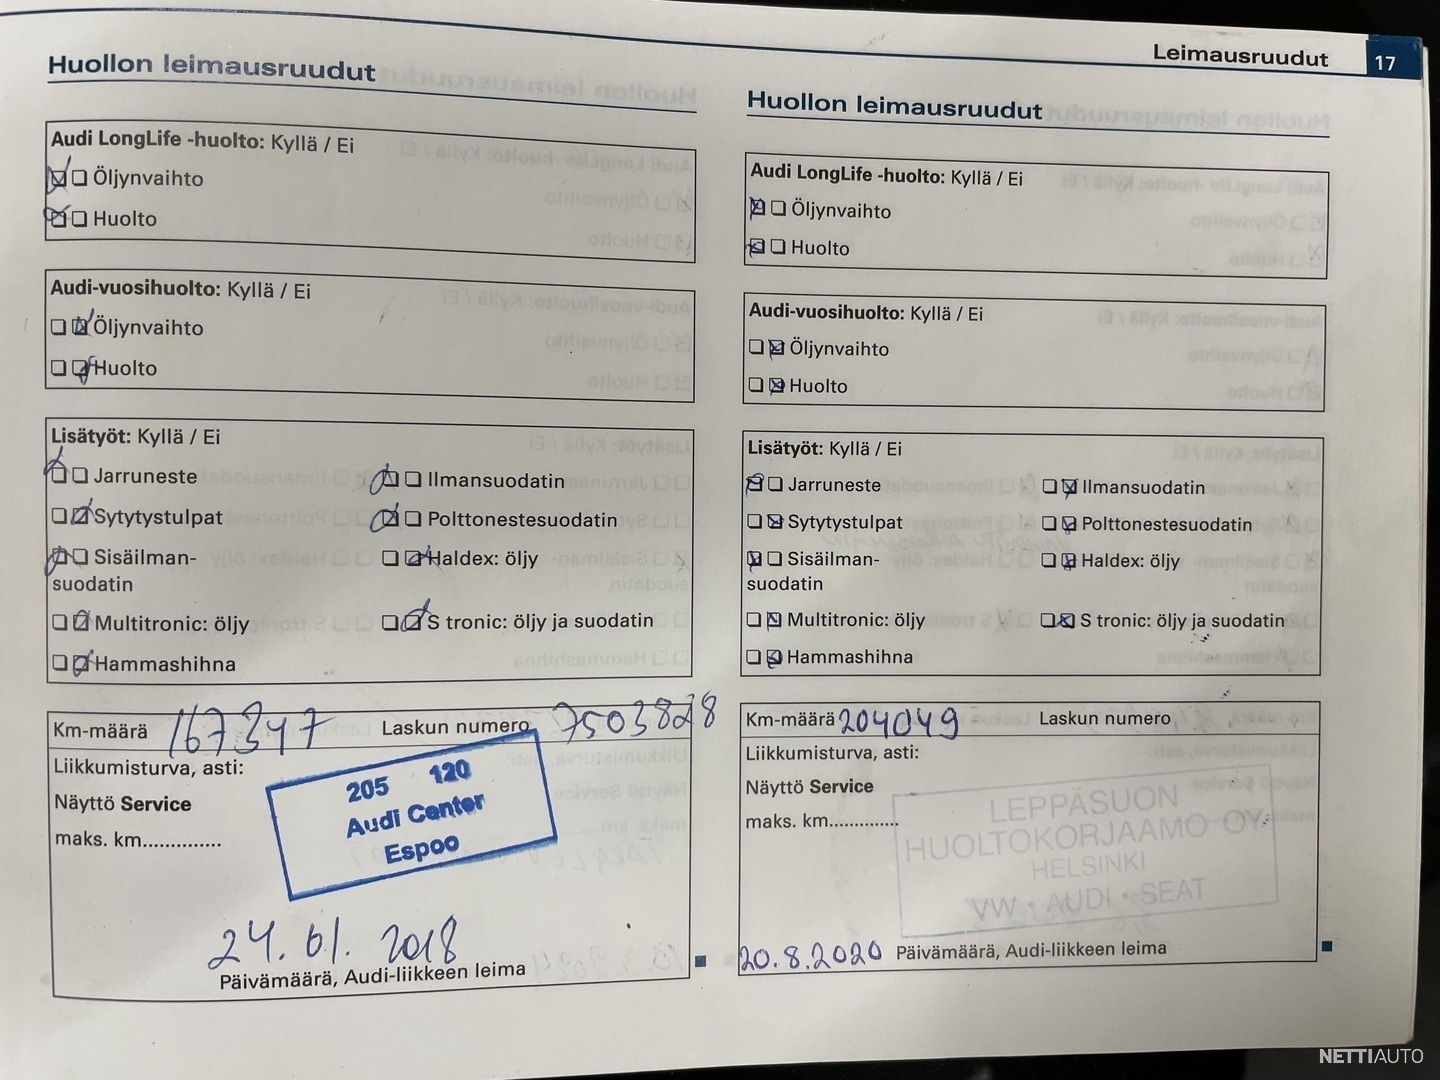 Leimausruudut 17
Huollon leimausruudut
Audi LongLife -huolto: Kyllä / Ei
Öljynvaihto
Huolto
Audi-vuosihuolto: Kyllä / Ei
Öljynvaihto
Huolto
Lisätyöt: Kyllä / Ei
Jarruneste Ilmansuodatin
Sytytystulpat Polttonestesuodatin
Sisäilman- Haldex: öljy
suodatin
Multitronic: öljy S tronic: öljy ja suodatin
Hammashihna
Km-määrä 167347 Laskun numero 7503828
Liikkumisturva, asti:
Näyttö Service
maks. km..............
205 120
Audi Center
Espoo
24.01.2018
Päivämäärä, Audi-liikkeen leima
Huollon leimausruudut
Audi LongLife -huolto: Kyllä / Ei
Öljynvaihto
Huolto
Audi-vuosihuolto: Kyllä / Ei
Öljynvaihto
Huolto
Lisätyöt: Kyllä / Ei
Jarruneste Ilmansuodatin
Sytytystulpat Polttonestesuodatin
Sisäilman- Haldex: öljy
suodatin
Multitronic: öljy S tronic: öljy ja suodatin
Hammashihna
Km-määrä 204049 Laskun numero
Liikkumisturva, asti:
Näyttö Service
maks. km............
LEPPÄSUON
HUOLTOKORJAAMO OY
HELSINKI
VW • AUDI • SEAT
20.8.2020 Päivämäärä, Audi-liikkeen leima
NETTIAUTO